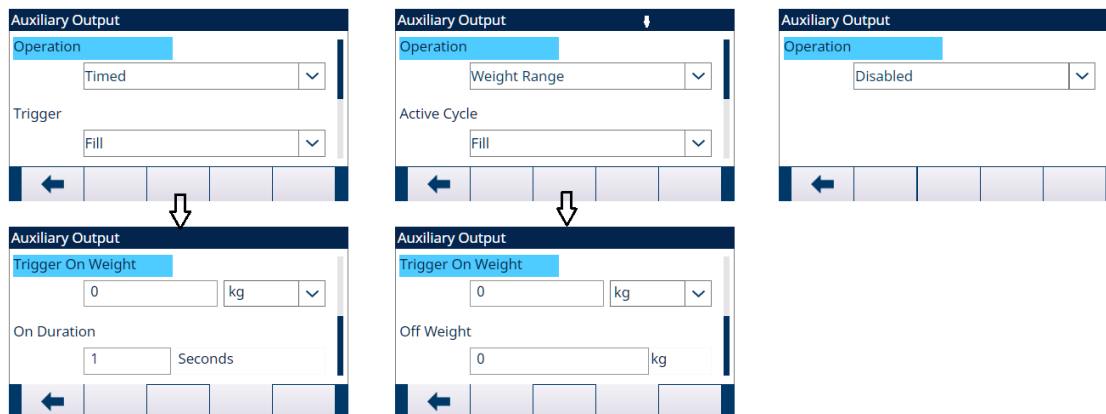 Auxiliary Output
Operation
Timed
Trigger
Fill
Auxiliary Output
Operation
Weight Range
Active Cycle
Fill
Auxiliary Output
Operation
Disabled
Auxiliary Output
Trigger On Weight
0 kg
On Duration
1 Seconds
Auxiliary Output
Trigger On Weight
0 kg
Off Weight
0 kg